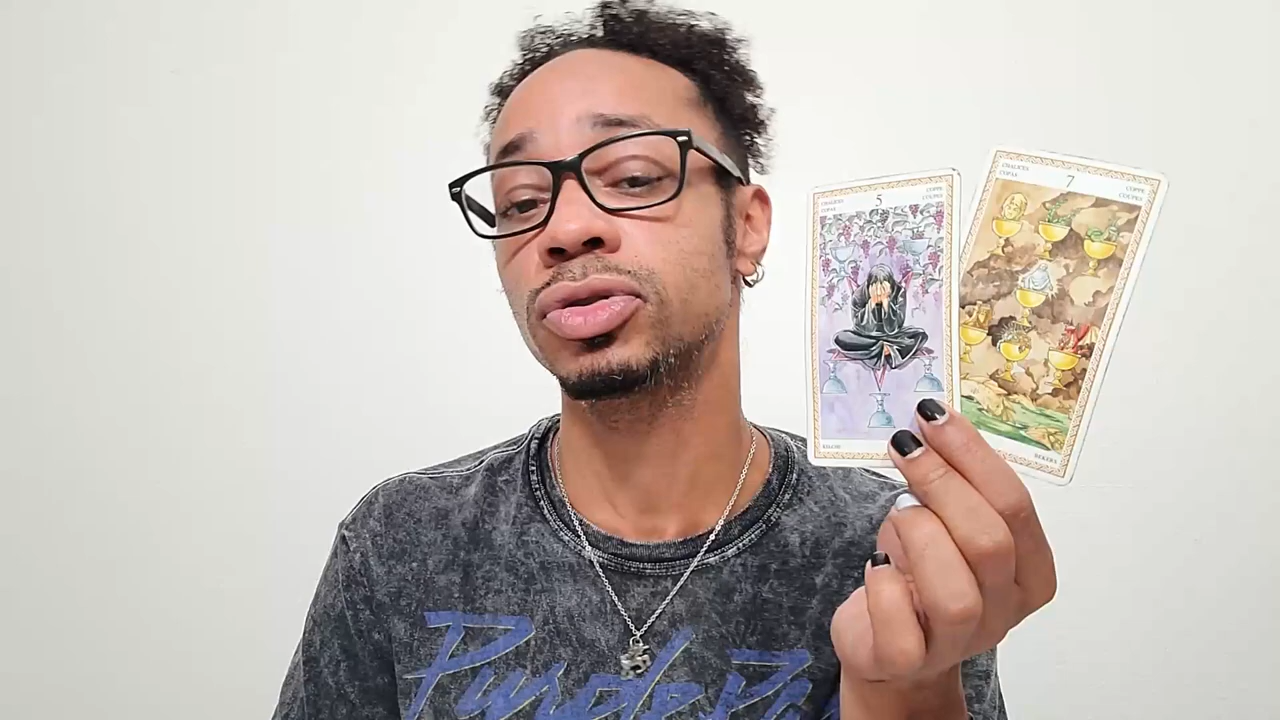 CHALICES
COPAS
5
COPPE
COUPES
KELCHE
CHALICES
COPAS
7
COPPE
COUPES
BEKERS
Purple